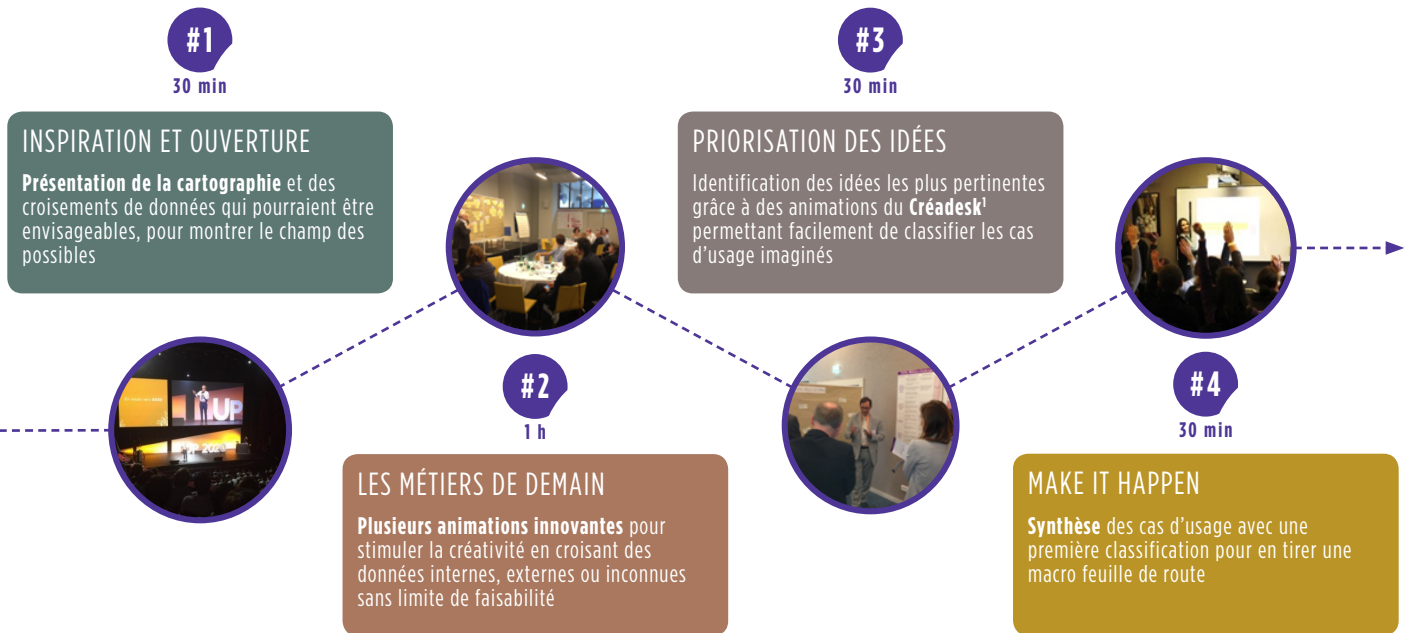 #1
30 min
INSPIRATION ET OUVERTURE
Présentation de la cartographie et des
croisements de données qui pourraient être
envisageables, pour montrer le champ des
possibles
#2
1 h
LES MÉTIERS DE DEMAIN
Plusieurs animations innovantes pour
stimuler la créativité en croisant des
données internes, externes ou inconnues
sans limite de faisabilité
#3
30 min
PRIORISATION DES IDÉES
Identification des idées les plus pertinentes
grâce à des animations du Créadesk¹
permettant facilement de classifier les cas
d'usage imaginés
#4
30 min
MAKE IT HAPPEN
Synthèse des cas d'usage avec une
première classification pour en tirer une
macro feuille de route
UP